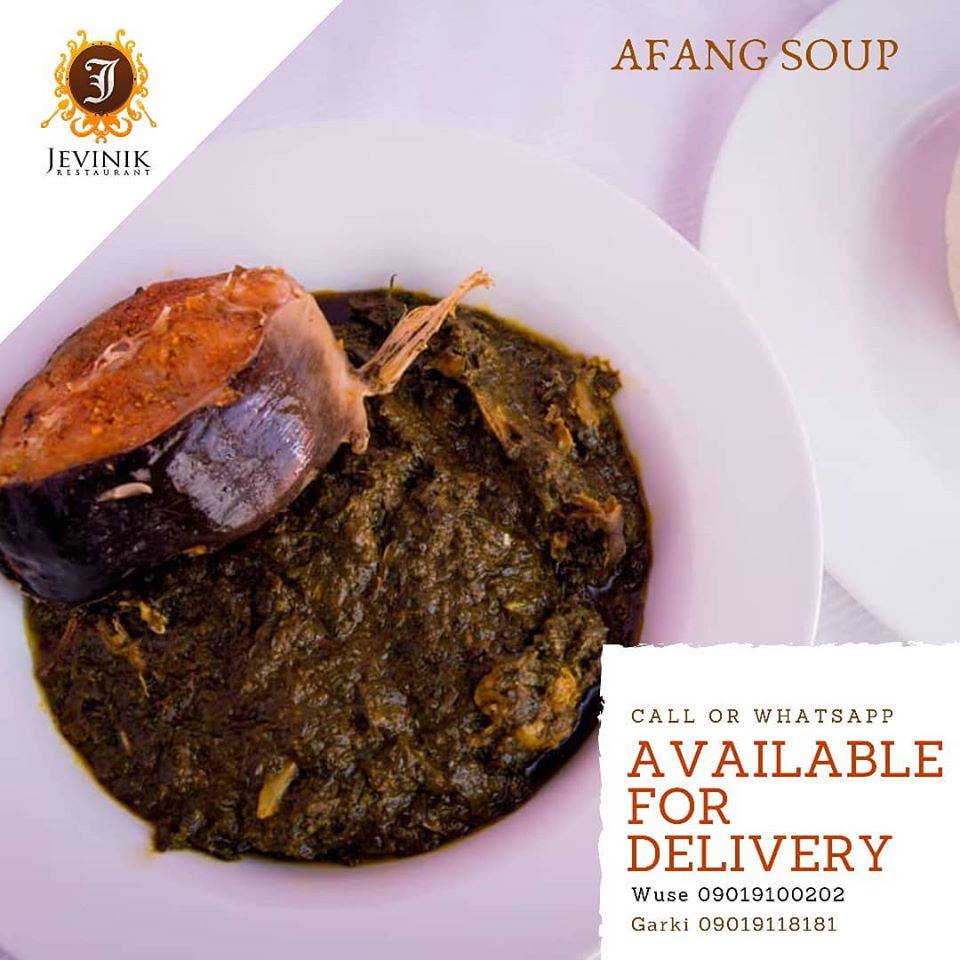 J
JEVINIK
RESTAURANT
AFANG SOUP
CALL OR WHATSAPP
AVAILABLE
FOR
DELIVERY
Wuse 09019100202
Garki 09019118181